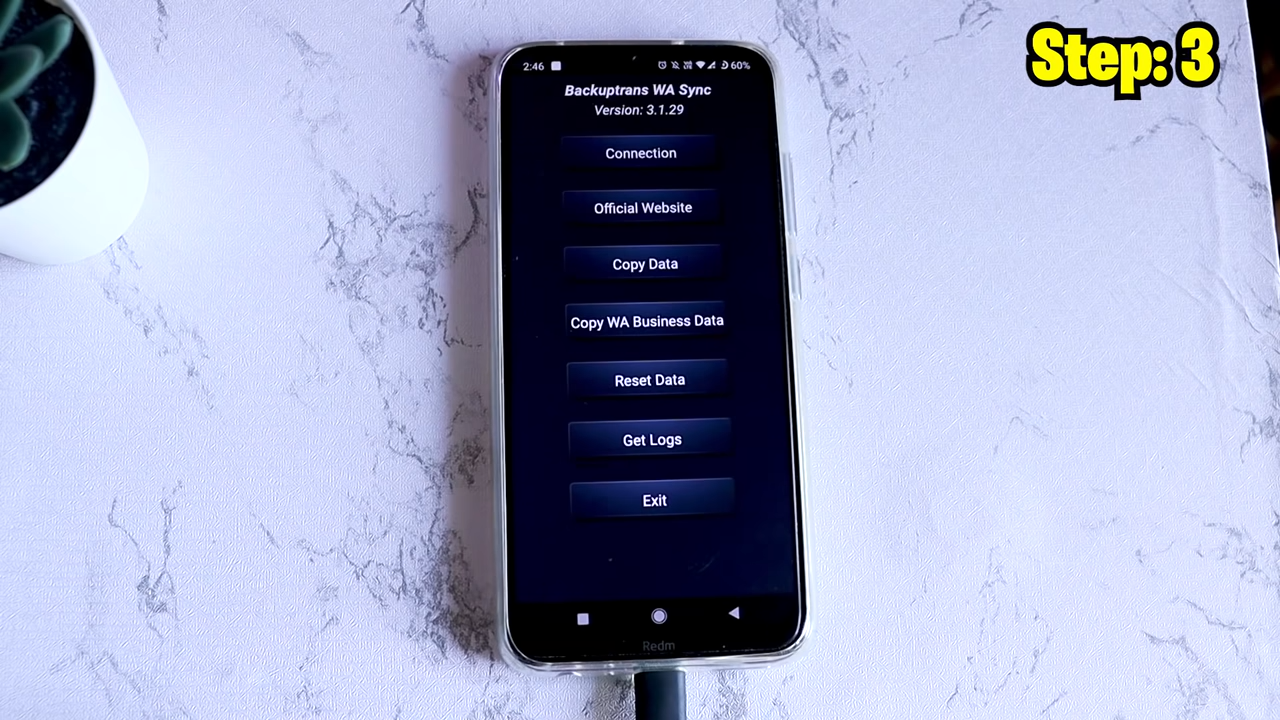 Step: 3
2:46
60%
Backuptrans WA Sync
Version: 3.1.29
Connection
Official Website
Copy Data
Copy WA Business Data
Reset Data
Get Logs
Exit
Redm